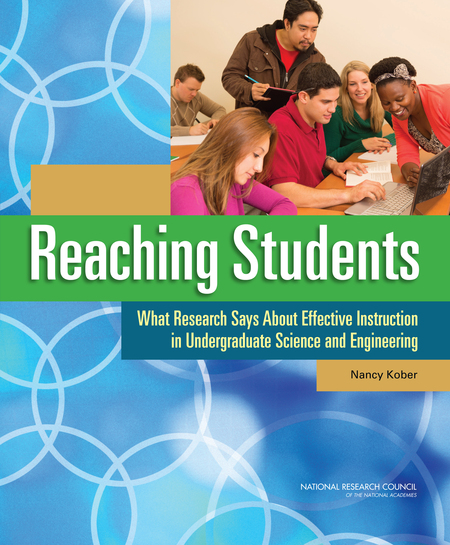 Reaching Students
What Research Says About Effective Instruction
in Undergraduate Science and Engineering
Nancy Kober
NATIONAL RESEARCH COUNCIL
OF THE NATIONAL ACADEMIES